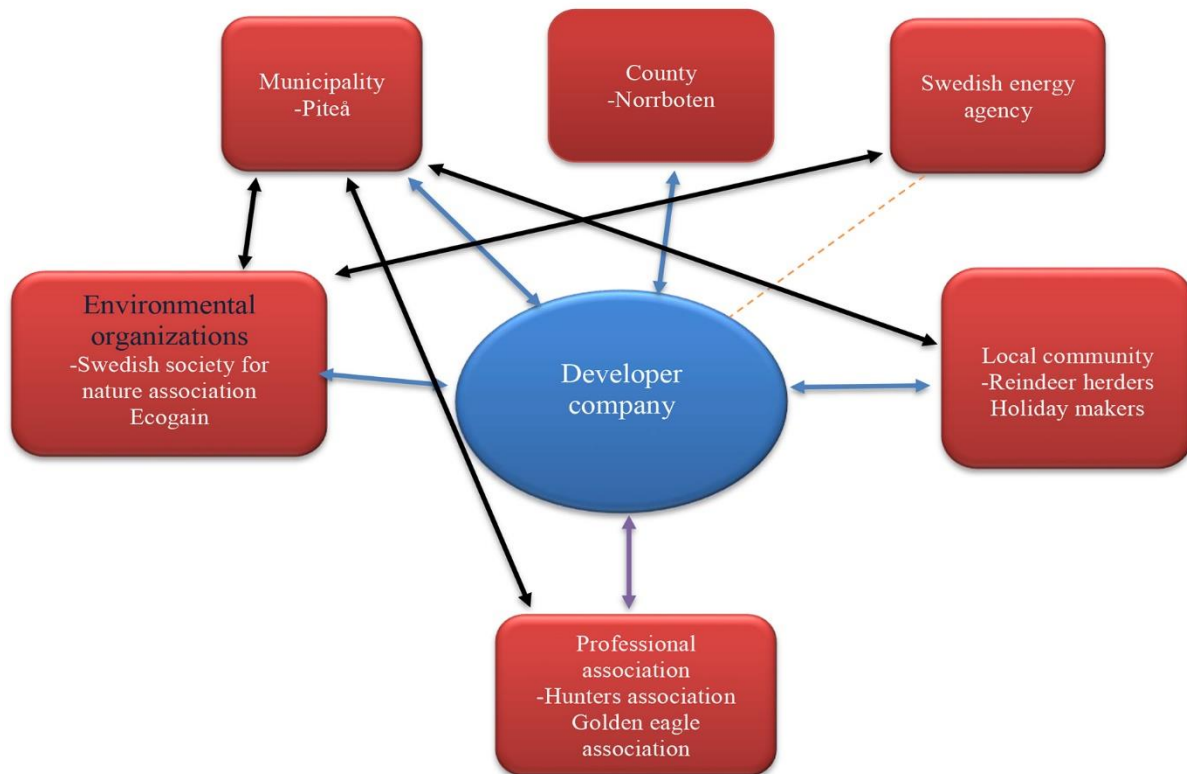 Municipality
-Piteå
County
-Norrboten
Swedish energy
agency
Environmental
organizations
-Swedish society for
nature association
Ecogain
Developer
company
Local community
-Reindeer herders
Holiday makers
Professional
association
-Hunters association
Golden eagle
association